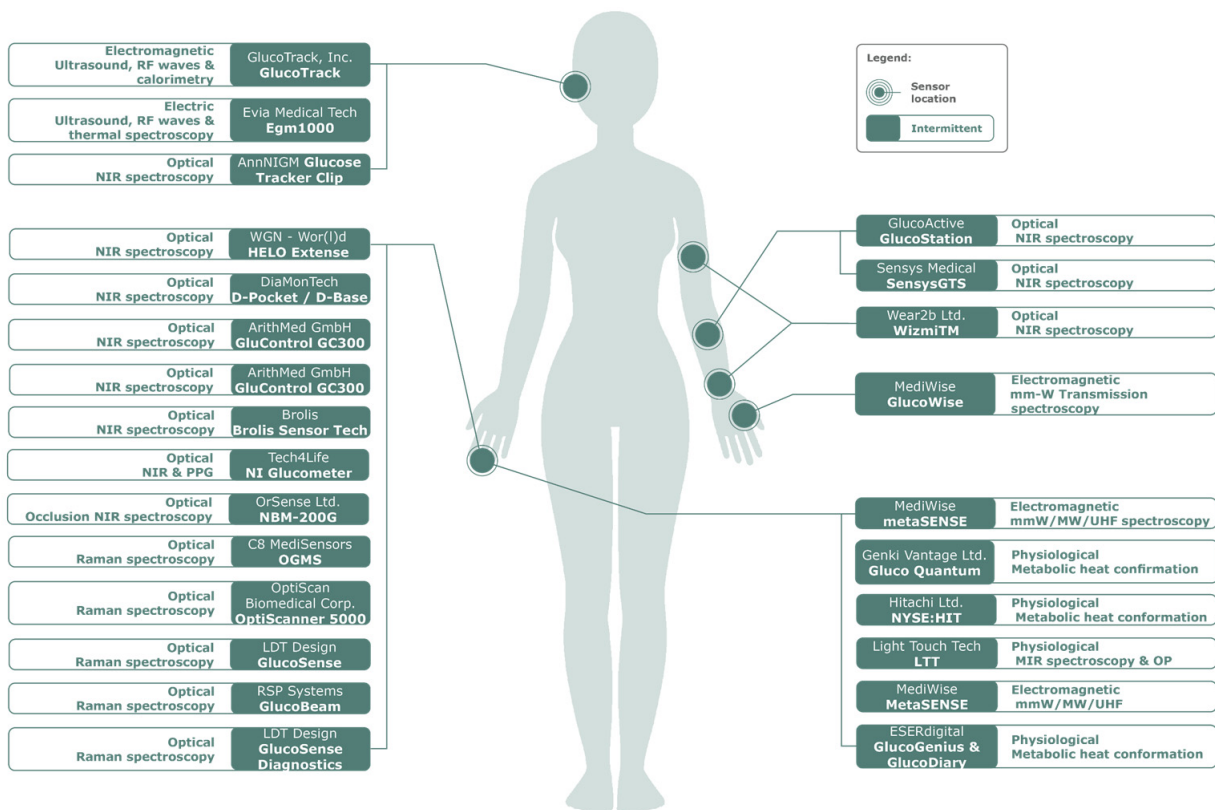 Electromagnetic
Ultrasound, RF waves &
calorimetry
GlucoTrack, Inc.
GlucoTrack
Electric
Ultrasound, RF waves &
thermal spectroscopy
Evia Medical Tech
Egm1000
Optical
NIR spectroscopy
AnnNIGM Glucose
Tracker Clip
Optical
NIR spectroscopy
WGN - Wor(l)d
HELO Extense
Optical
NIR spectroscopy
DiaMonTech
D-Pocket / D-Base
Optical
NIR spectroscopy
ArithMed GmbH
GluControl GC300
Optical
NIR spectroscopy
ArithMed GmbH
GluControl GC300
Optical
NIR spectroscopy
Brolis
Brolis Sensor Tech
Optical
NIR & PPG
Tech4Life
NI Glucometer
Optical
Occlusion NIR spectroscopy
OrSense Ltd.
NBM-200G
Optical
Raman spectroscopy
C8 MediSensors
OGMS
Optical
Raman spectroscopy
OptiScan
Biomedical Corp.
OptiScanner 5000
Optical
Raman spectroscopy
LDT Design
GlucoSense
Optical
Raman spectroscopy
RSP Systems
GlucoBeam
Optical
Raman spectroscopy
LDT Design
GlucoSense
Diagnostics
Legend:
Sensor
location
Intermittent
GlucoActive
GlucoStation
Optical
NIR spectroscopy
Sensys Medical
SensysGTS
Optical
NIR spectroscopy
Wear2b Ltd.
WizmiTM
Optical
NIR spectroscopy
MediWise
GlucoWise
Electromagnetic
mm-W Transmission
spectroscopy
MediWise
metaSENSE
Electromagnetic
mmW/MW/UHF spectroscopy
Genki Vantage Ltd.
Gluco Quantum
Physiological
Metabolic heat confirmation
Hitachi Ltd.
NYSE:HIT
Physiological
Metabolic heat conformation
Light Touch Tech
LTT
Physiological
MIR spectroscopy & OP
MediWise
MetaSENSE
Electromagnetic
mmW/MW/UHF
ESERdigital
GlucoGenius &
GlucoDiary
Physiological
Metabolic heat conformation